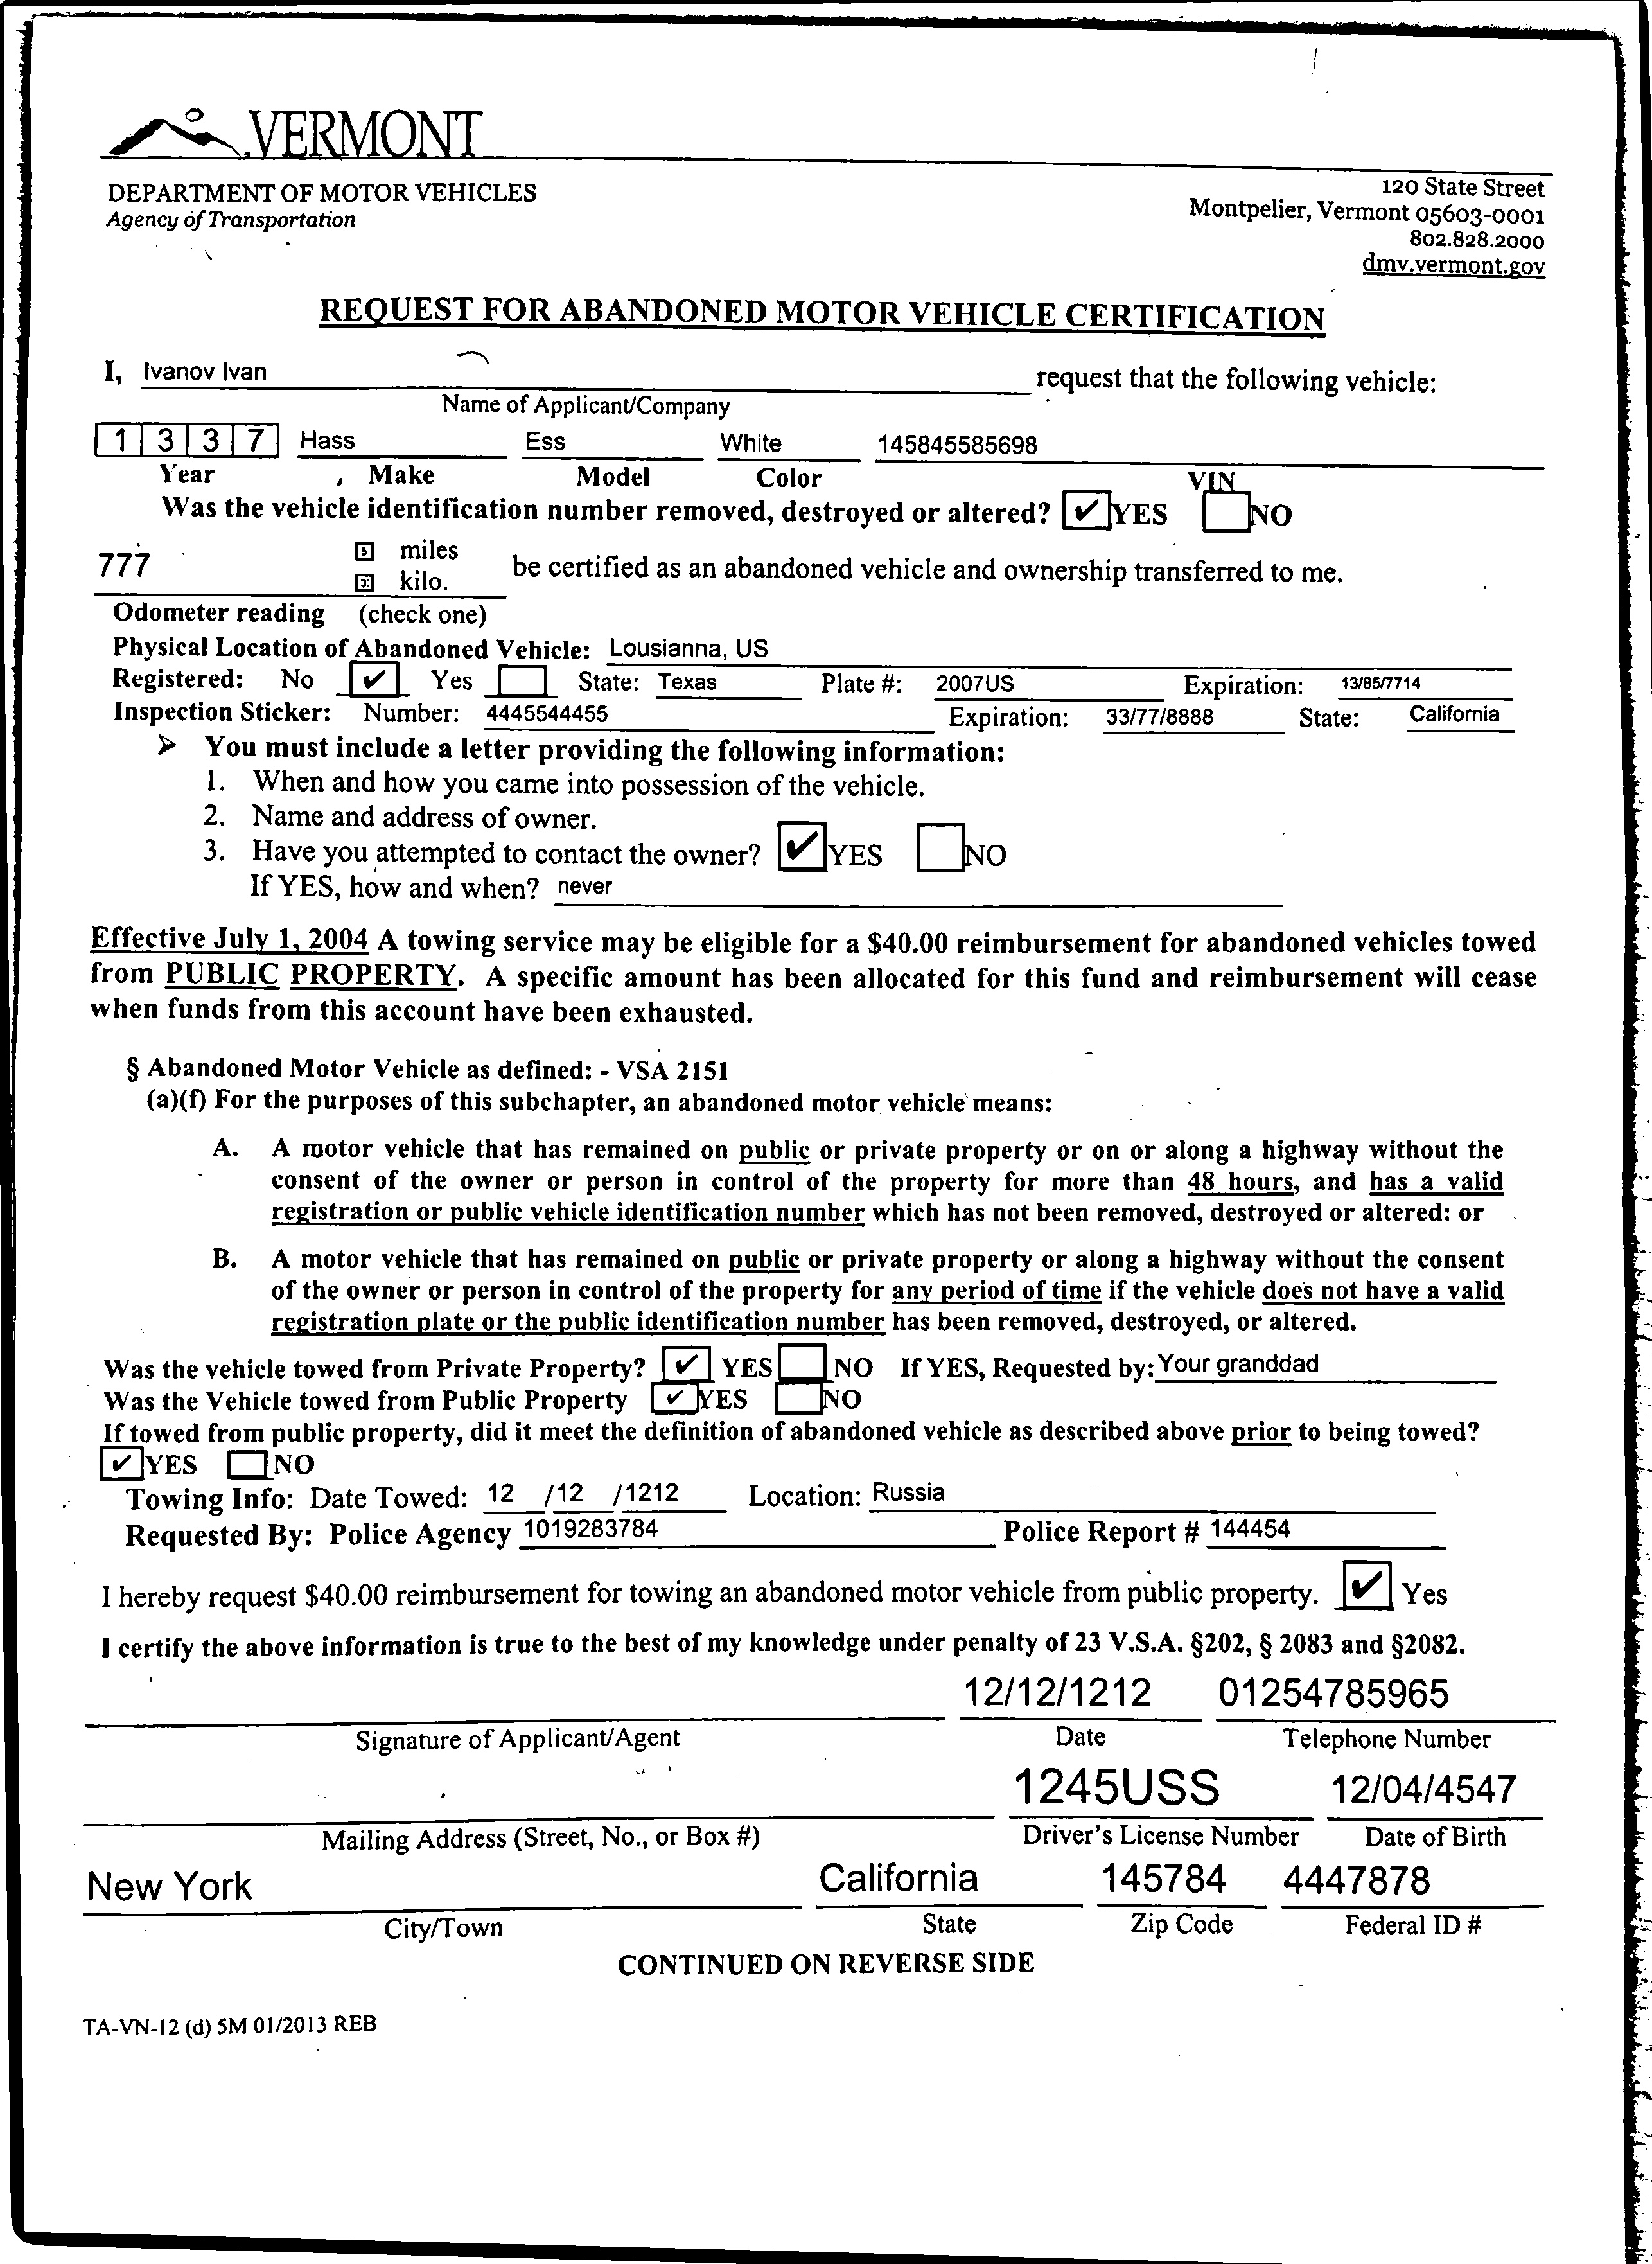 VERMONT
DEPARTMENT OF MOTOR VEHICLES
Agency of Transportation
120 State Street
Montpelier, Vermont 05603-0001
802.828.2000
dmv.vermont.gov
REQUEST FOR ABANDONED MOTOR VEHICLE CERTIFICATION
I, Ivanov Ivan request that the following vehicle:
Name of Applicant/Company
1 3 3 7 Hass Ess White 145845585698
Year Make Model Color VIN
Was the vehicle identification number removed, destroyed or altered? ✔ YES NO
777 miles
kilo. be certified as an abandoned vehicle and ownership transferred to me.
Odometer reading (check one)
Physical Location of Abandoned Vehicle: Lousianna, US
Registered: No ✔ Yes State: Texas Plate #: 2007US Expiration: 13/85/7714
Inspection Sticker: Number: 4445544455 Expiration: 33/77/8888 State: California
➢ You must include a letter providing the following information:
1. When and how you came into possession of the vehicle.
2. Name and address of owner.
3. Have you attempted to contact the owner? ✔ YES NO
If YES, how and when? never
Effective July 1, 2004 A towing service may be eligible for a $40.00 reimbursement for abandoned vehicles towed
from PUBLIC PROPERTY. A specific amount has been allocated for this fund and reimbursement will cease
when funds from this account have been exhausted.
§ Abandoned Motor Vehicle as defined: - VSA 2151
(a)(f) For the purposes of this subchapter, an abandoned motor vehicle means:
A. A motor vehicle that has remained on public or private property or on or along a highway without the
consent of the owner or person in control of the property for more than 48 hours, and has a valid
registration or public vehicle identification number which has not been removed, destroyed or altered: or
B. A motor vehicle that has remained on public or private property or along a highway without the consent
of the owner or person in control of the property for any period of time if the vehicle does not have a valid
registration plate or the public identification number has been removed, destroyed, or altered.
Was the vehicle towed from Private Property? ✔ YES NO If YES, Requested by: Your granddad
Was the Vehicle towed from Public Property ✔ YES NO
If towed from public property, did it meet the definition of abandoned vehicle as described above prior to being towed?
✔ YES NO
Towing Info: Date Towed: 12 /12 /1212 Location: Russia
Requested By: Police Agency 1019283784 Police Report # 144454
I hereby request $40.00 reimbursement for towing an abandoned motor vehicle from public property. ✔ Yes
I certify the above information is true to the best of my knowledge under penalty of 23 V.S.A. §202, § 2083 and §2082.
12/12/1212 01254785965
Signature of Applicant/Agent Date Telephone Number
1245USS 12/04/4547
Mailing Address (Street, No., or Box #) Driver's License Number Date of Birth
New York California 145784 4447878
City/Town State Zip Code Federal ID #
CONTINUED ON REVERSE SIDE
TA-VN-12 (d) 5M 01/2013 REB